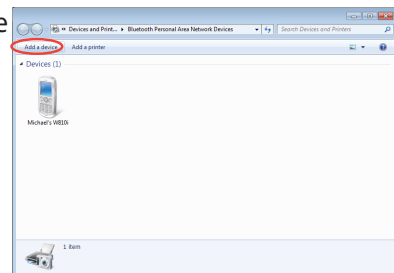 e
« Devices and Print... ▸ Bluetooth Personal Area Network Devices
Search Devices and Printers
Add a device
Add a printer
Devices (1)
Michael's W810i
1 item